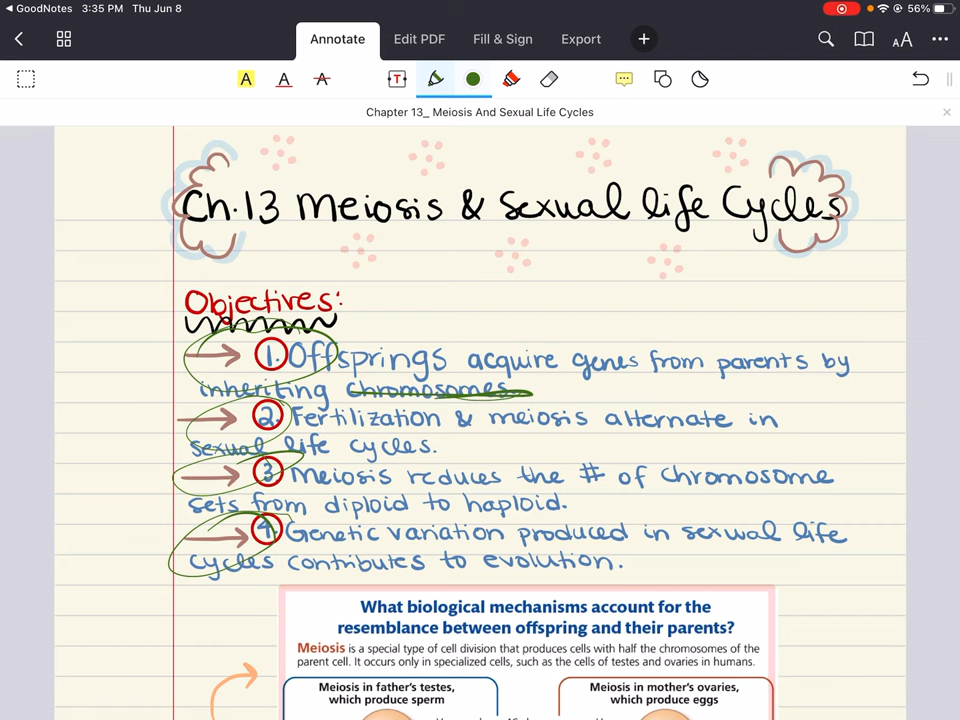 GoodNotes 3:35 PM Thu Jun 8 56%
Annotate Edit PDF Fill & Sign Export
AA
A A A T
Chapter 13_ Meiosis And Sexual Life Cycles
Ch.13 Meiosis & Sexual life Cycles
Objectives:
1. Offsprings acquire genes from parents by
inheriting chromosomes.
2. Fertilization & meiosis alternate in
sexual life cycles.
3. Meiosis reduces the # of chromosome
sets from diploid to haploid.
4. Genetic variation produced in sexual life
cycles contributes to evolution.
What biological mechanisms account for the
resemblance between offspring and their parents?
Meiosis is a special type of cell division that produces cells with half the chromosomes of the
parent cell. It occurs only in specialized cells, such as the cells of testes and ovaries in humans.
Meiosis in father's testes,
which produce sperm
Meiosis in mother's ovaries,
which produce eggs